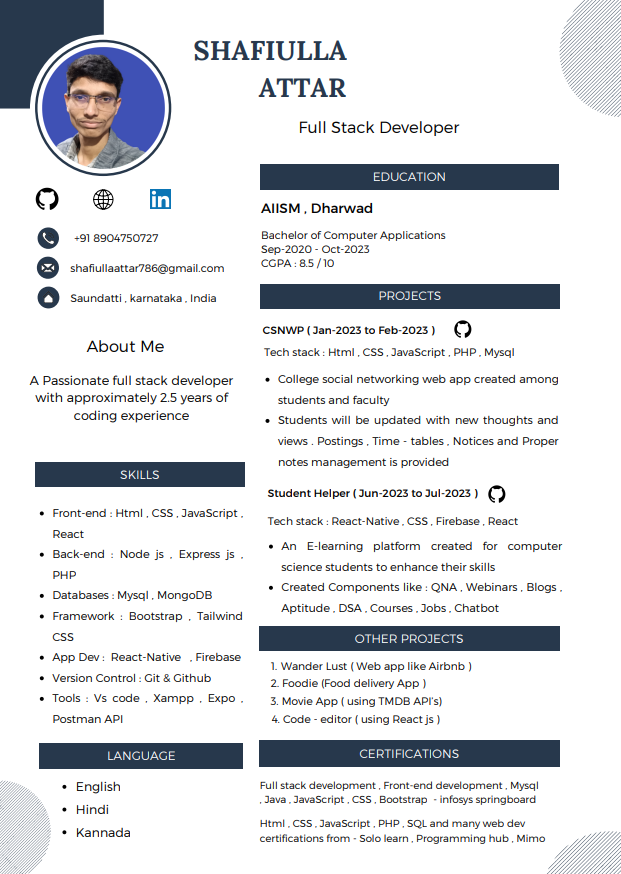 SHAFIULLA
ATTAR
Full Stack Developer
in
+91 8904750727
shafiullaattar786@gmail.com
Saundatti , karnataka , India
About Me
A Passionate full stack developer
with approximately 2.5 years of
coding experience
SKILLS
Front-end : Html , CSS , JavaScript ,
React
Back-end : Node js , Express js ,
PHP
Databases : Mysql , MongoDB
Framework : Bootstrap , Tailwind
CSS
App Dev : React-Native , Firebase
Version Control : Git & Github
Tools : Vs code , Xampp , Expo ,
Postman API
LANGUAGE
English
Hindi
Kannada
EDUCATION
AIISM , Dharwad
Bachelor of Computer Applications
Sep-2020 - Oct-2023
CGPA : 8.5 / 10
PROJECTS
CSNWP ( Jan-2023 to Feb-2023 )
Tech stack : Html , CSS , JavaScript , PHP , Mysql
College social networking web app created among
students and faculty
Students will be updated with new thoughts and
views . Postings , Time - tables , Notices and Proper
notes management is provided
Student Helper ( Jun-2023 to Jul-2023 )
Tech stack : React-Native , CSS , Firebase , React
An E-learning platform created for computer
science students to enhance their skills
Created Components like : QNA , Webinars , Blogs ,
Aptitude , DSA , Courses , Jobs , Chatbot
OTHER PROJECTS
1. Wander Lust ( Web app like Airbnb )
2. Foodie (Food delivery App )
3. Movie App ( using TMDB API's)
4. Code - editor ( using React js )
CERTIFICATIONS
Full stack development , Front-end development , Mysql
, Java , JavaScript , CSS , Bootstrap - infosys springboard
Html , CSS , JavaScript , PHP , SQL and many web dev
certifications from - Solo learn , Programming hub , Mimo